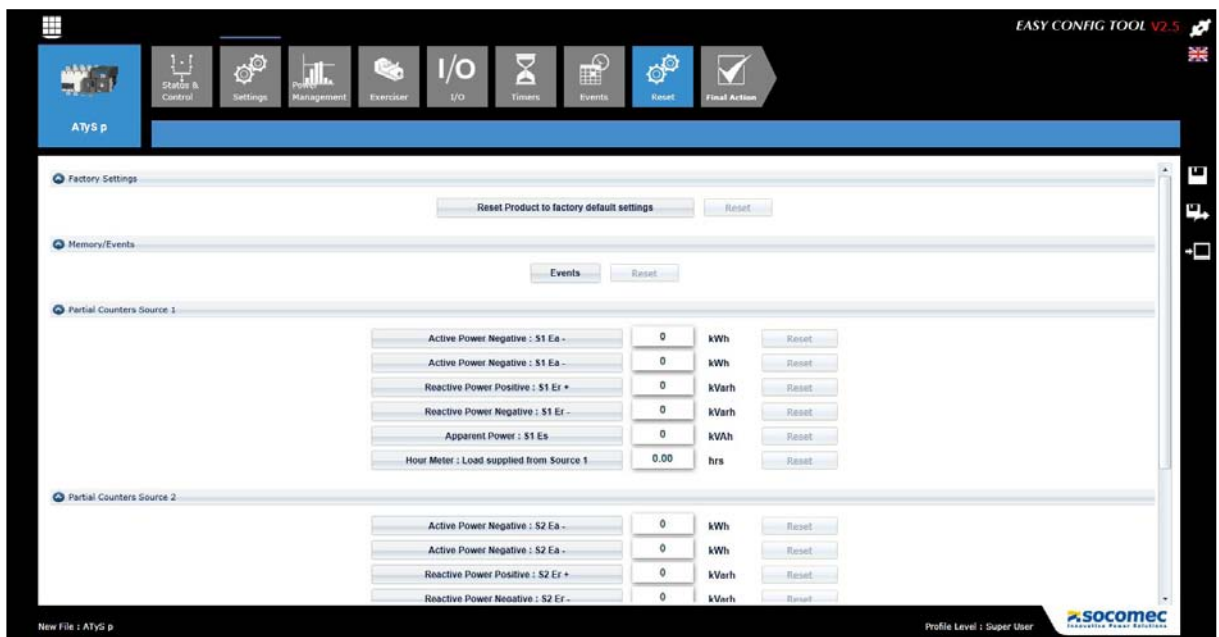 EASY CONFIG TOOL V2.5
Status & Control
Settings
Power Management
Exerciser
I/O
I/O
Timers
Events
Reset
Final Action
ATyS p
Factory Settings
Reset Product to factory default settings Reset
Memory/Events
Events Reset
Partial Counters Source 1
Active Power Negative : S1 Ea - 0 kWh Reset
Active Power Negative : S1 Ea - 0 kWh Reset
Reactive Power Positive : S1 Er + 0 kVarh Reset
Reactive Power Negative : S1 Er - 0 kVarh Reset
Apparent Power : S1 Es 0 kVAh Reset
Hour Meter : Load supplied from Source 1 0.00 hrs Reset
Partial Counters Source 2
Active Power Negative : S2 Ea - 0 kWh Reset
Active Power Negative : S2 Ea - 0 kWh Reset
Reactive Power Positive : S2 Er + 0 kVarh Reset
Reactive Power Negative : S2 Er - 0 kVarh Reset
New File : ATyS p
Profile Level : Super User
socomec
Innovative Power Solutions